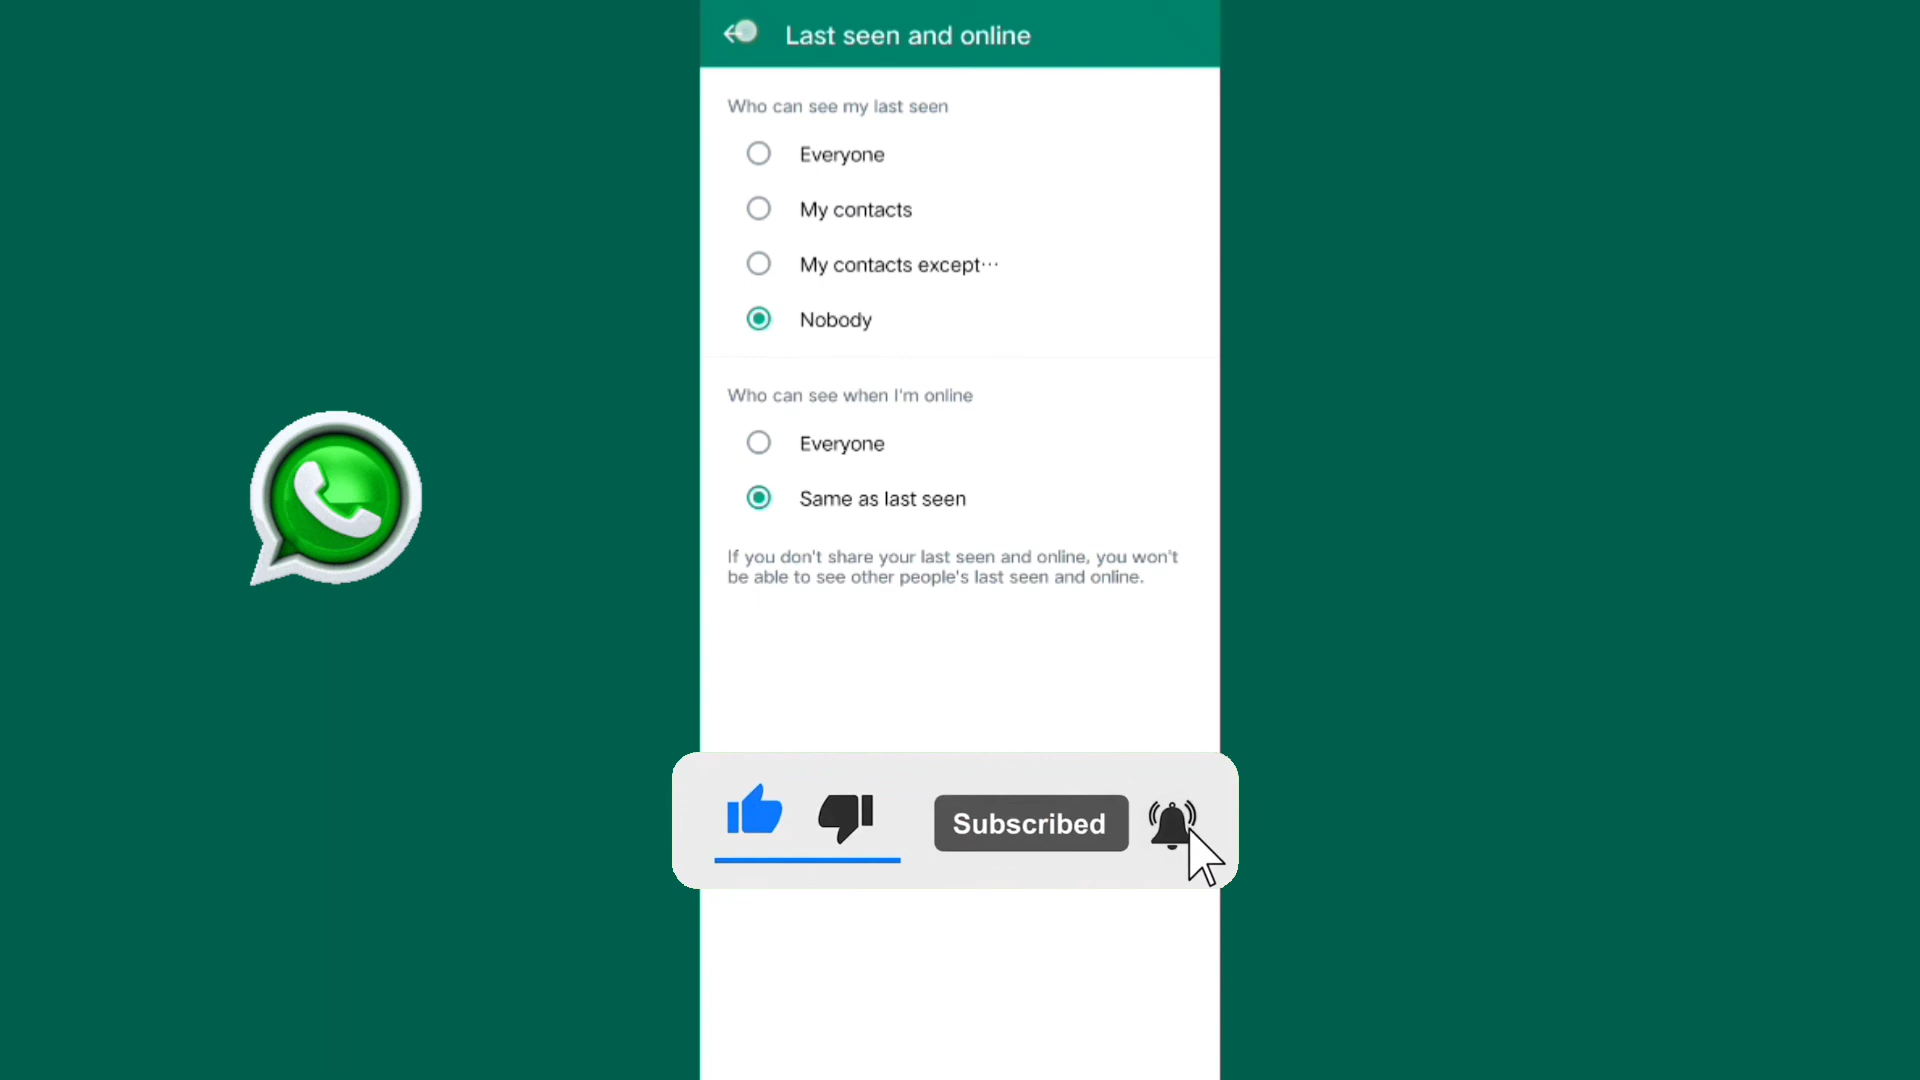 Last seen and online
Who can see my last seen
Everyone
My contacts
My contacts except···
Nobody
Who can see when I'm online
Everyone
Same as last seen
If you don't share your last seen and online, you won't
be able to see other people's last seen and online.
Subscribed